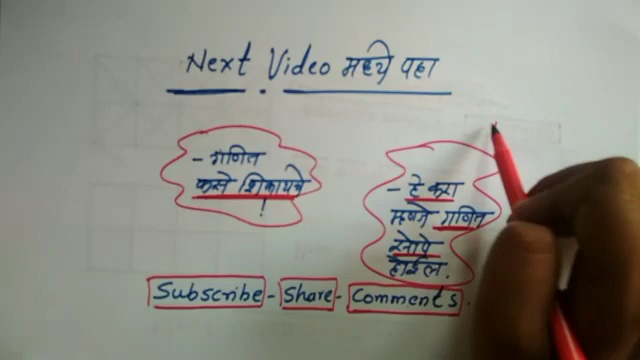 Next Video मध्ये पहा
- गणित
कसे शिकायचे
!
- हे करा
म्हणजे गणित
सोपे
होईल.
Subscribe - Share - Comments.